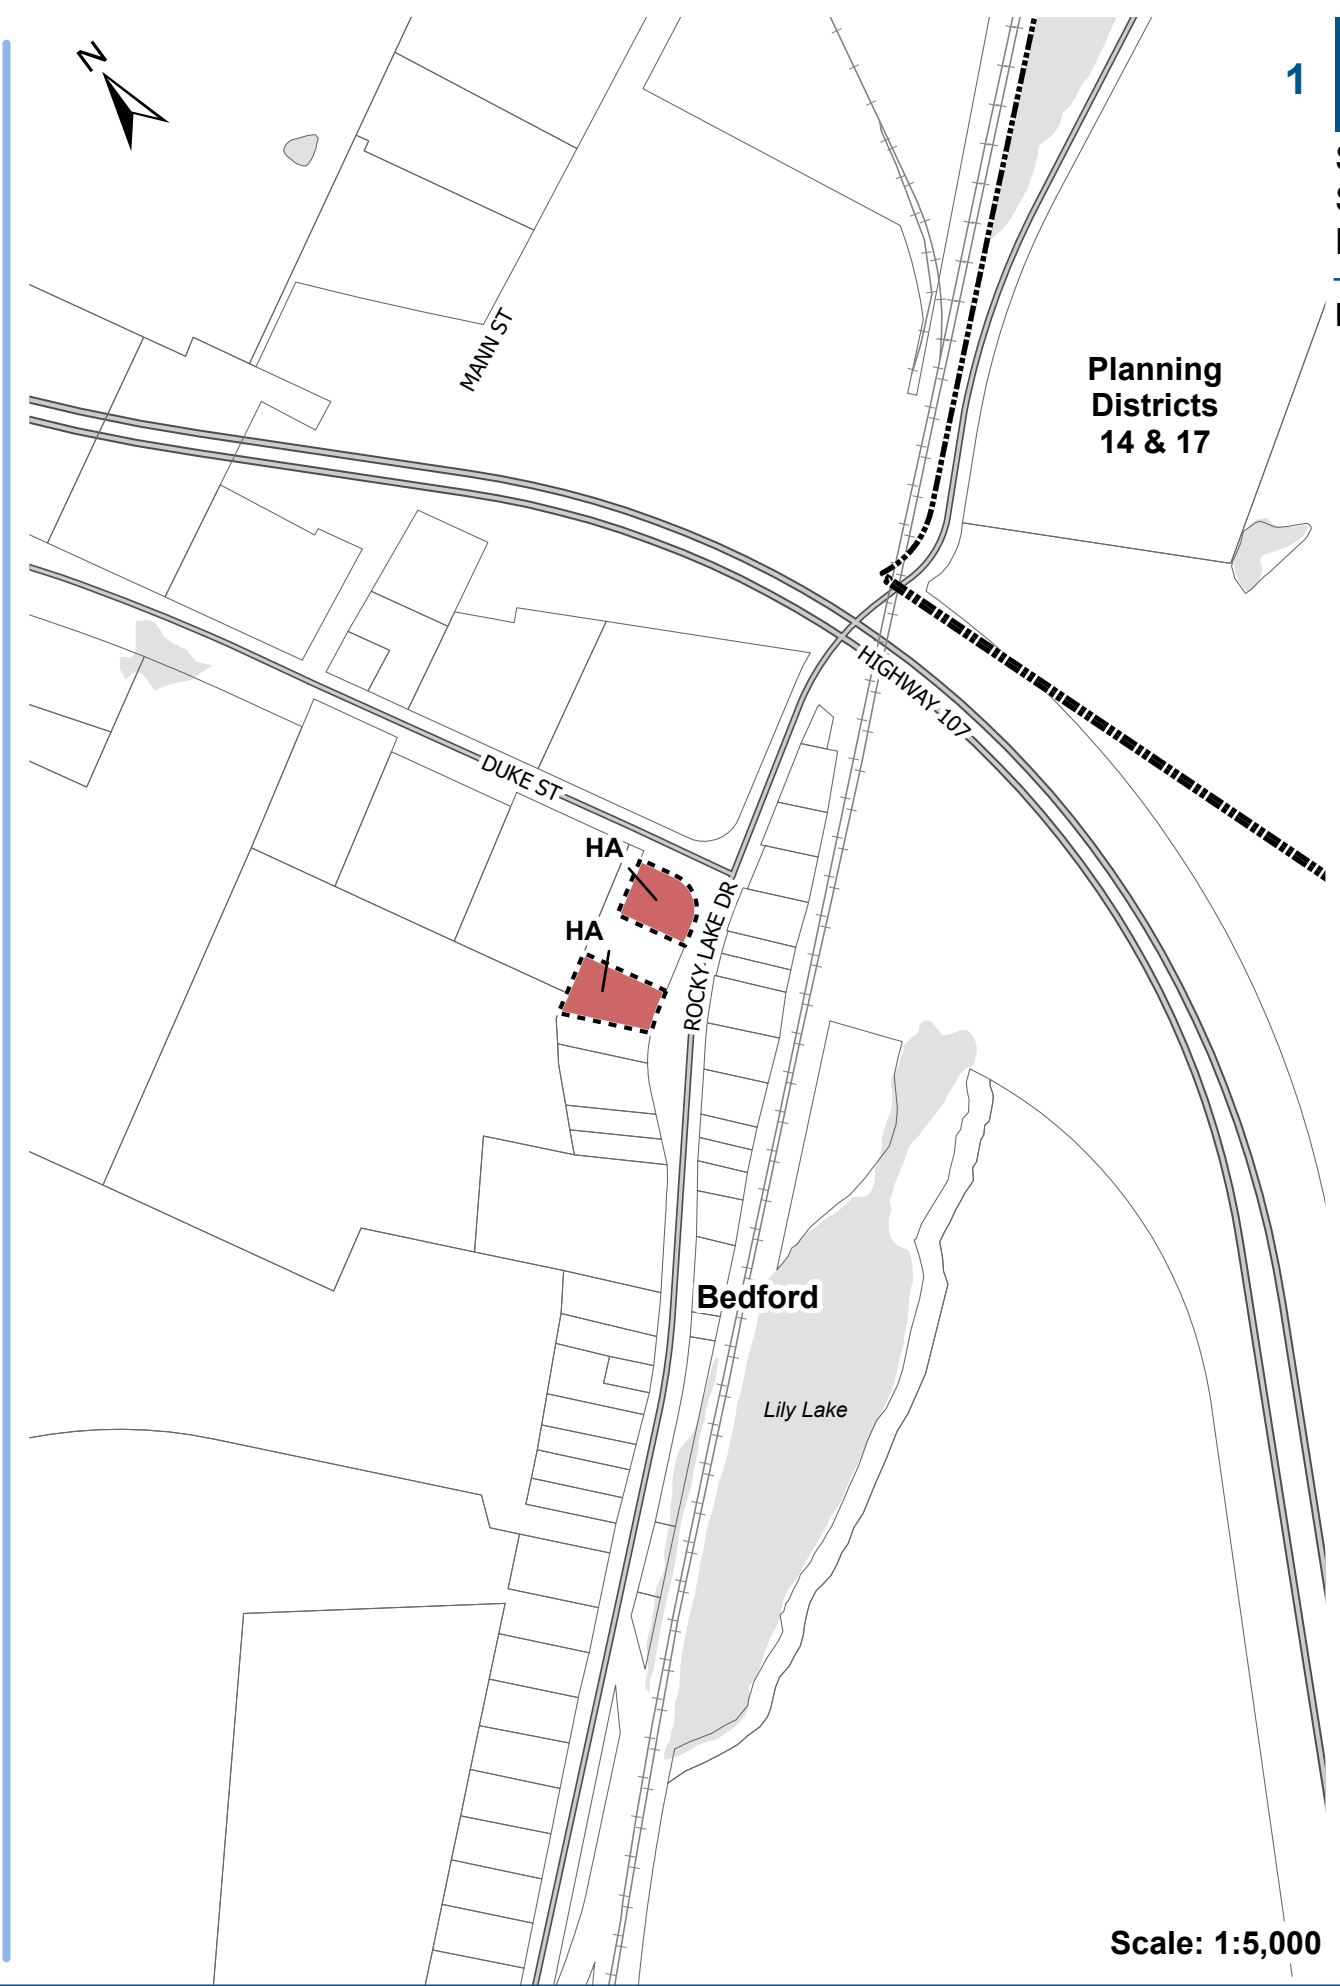 N
1
MANN ST
Planning
Districts
14 & 17
HIGHWAY 107
DUKE ST
HA
ROCKY LAKE DR
HA
Bedford
Lily Lake
Scale: 1:5,000